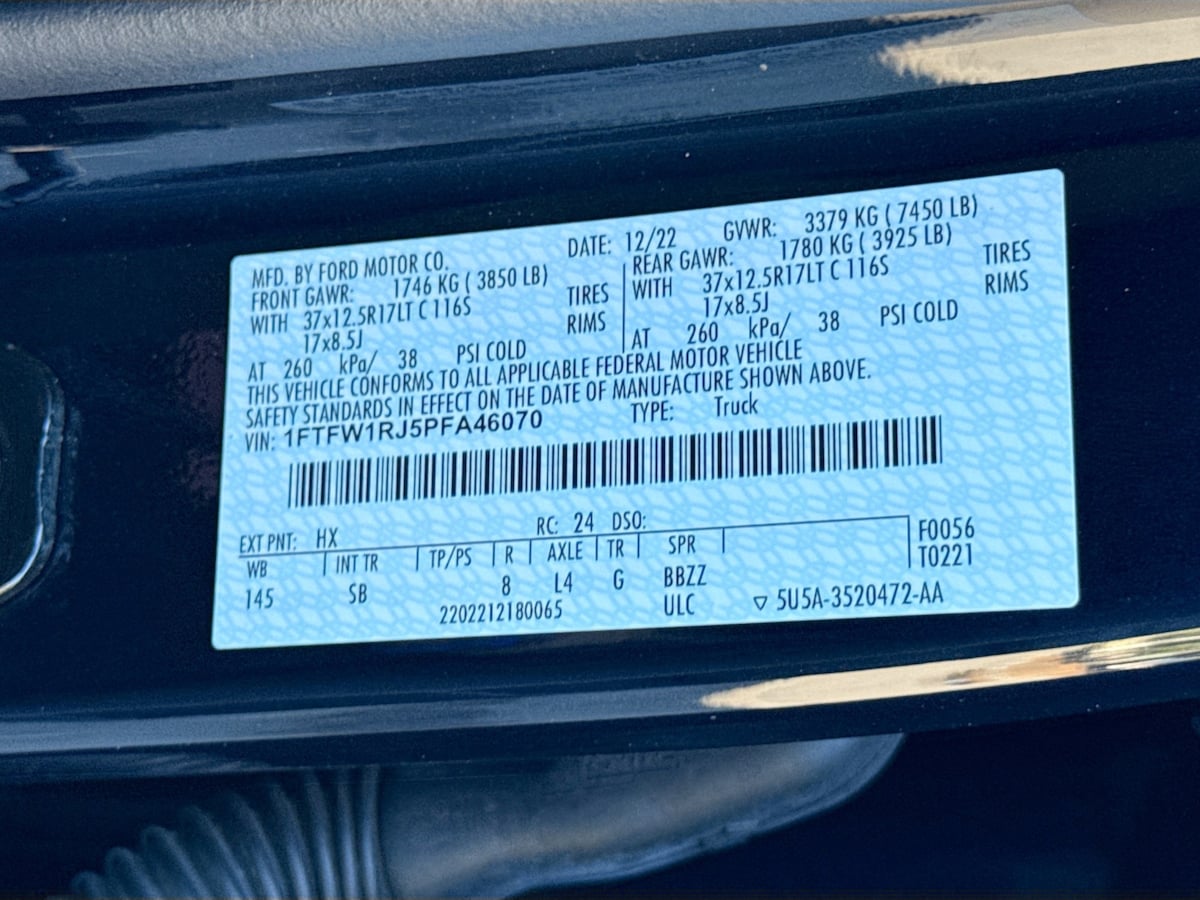 MFD. BY FORD MOTOR CO. DATE: 12/22 GVWR: 3379 KG ( 7450 LB)
FRONT GAWR: 1746 KG ( 3850 LB) REAR GAWR: 1780 KG ( 3925 LB)
WITH 37x12.5R17LT C 116S TIRES WITH 37x12.5R17LT C 116S TIRES
17x8.5J RIMS 17x8.5J RIMS
AT 260 kPa/ 38 PSI COLD AT 260 kPa/ 38 PSI COLD
THIS VEHICLE CONFORMS TO ALL APPLICABLE FEDERAL MOTOR VEHICLE
SAFETY STANDARDS IN EFFECT ON THE DATE OF MANUFACTURE SHOWN ABOVE.
VIN: 1FTFW1RJ5PFA46070 TYPE: Truck
EXT PNT: HX RC: 24 DSO: F0056
WB INT TR TP/PS R AXLE TR SPR T0221
145 SB 8 L4 G BBZZ
2202212180065 ULC ▽ 5U5A-3520472-AA